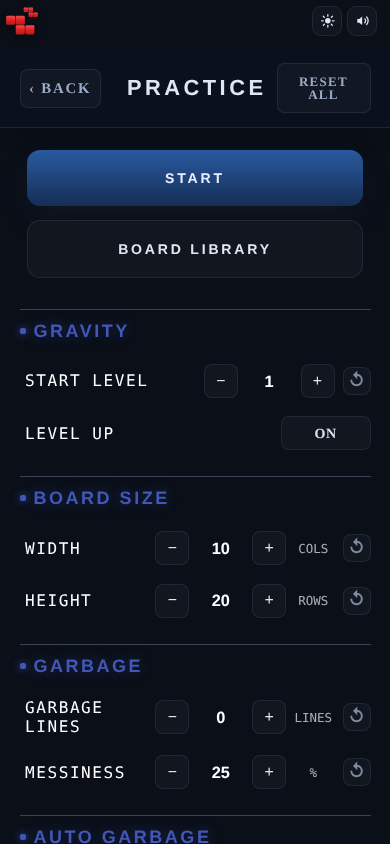 ‹ BACK
PRACTICE
RESET
ALL
START
BOARD LIBRARY
GRAVITY
START LEVEL − 1 +
LEVEL UP ON
BOARD SIZE
WIDTH − 10 + COLS
HEIGHT − 20 + ROWS
GARBAGE
GARBAGE
LINES − 0 + LINES
MESSINESS − 25 + %
AUTO GARBAGE